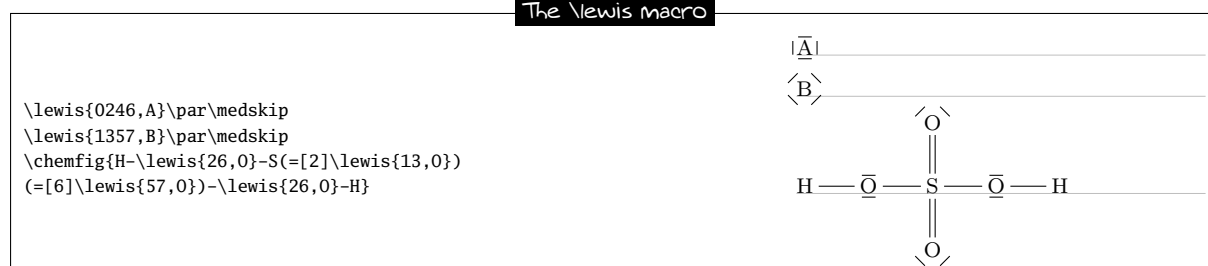 The \lewis macro
\lewis{0246,A}\par\medskip
\lewis{1357,B}\par\medskip
\chemfig{H-\lewis{26,O}-S(=[2]\lewis{13,O})
(=[6]\lewis{57,O})-\lewis{26,O}-H}
A
B
O
H O S O H
O